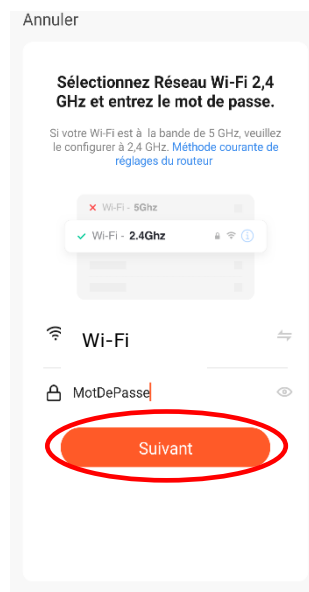 Annuler
Sélectionnez Réseau Wi-Fi 2,4
GHz et entrez le mot de passe.
Si votre Wi-Fi est à la bande de 5 GHz, veuillez
le configurer à 2,4 GHz. Méthode courante de
réglages du routeur
Wi-Fi - 5Ghz
Wi-Fi - 2.4Ghz
Wi-Fi
MotDePasse
Suivant